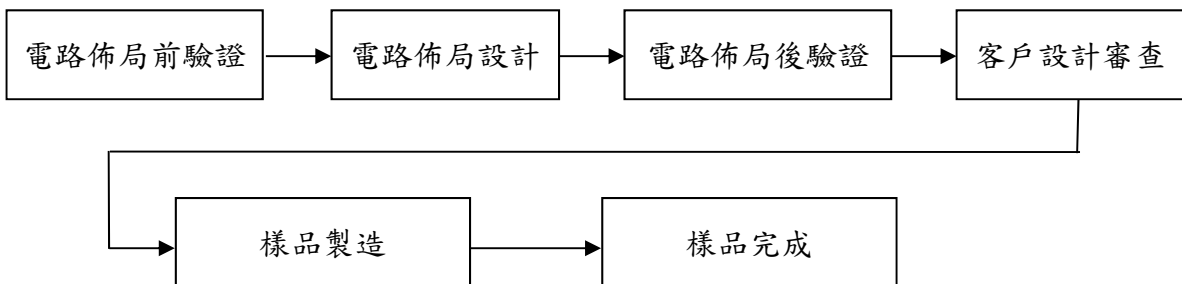 電路佈局前驗證
電路佈局設計
電路佈局後驗證
客戶設計審查
樣品製造
樣品完成